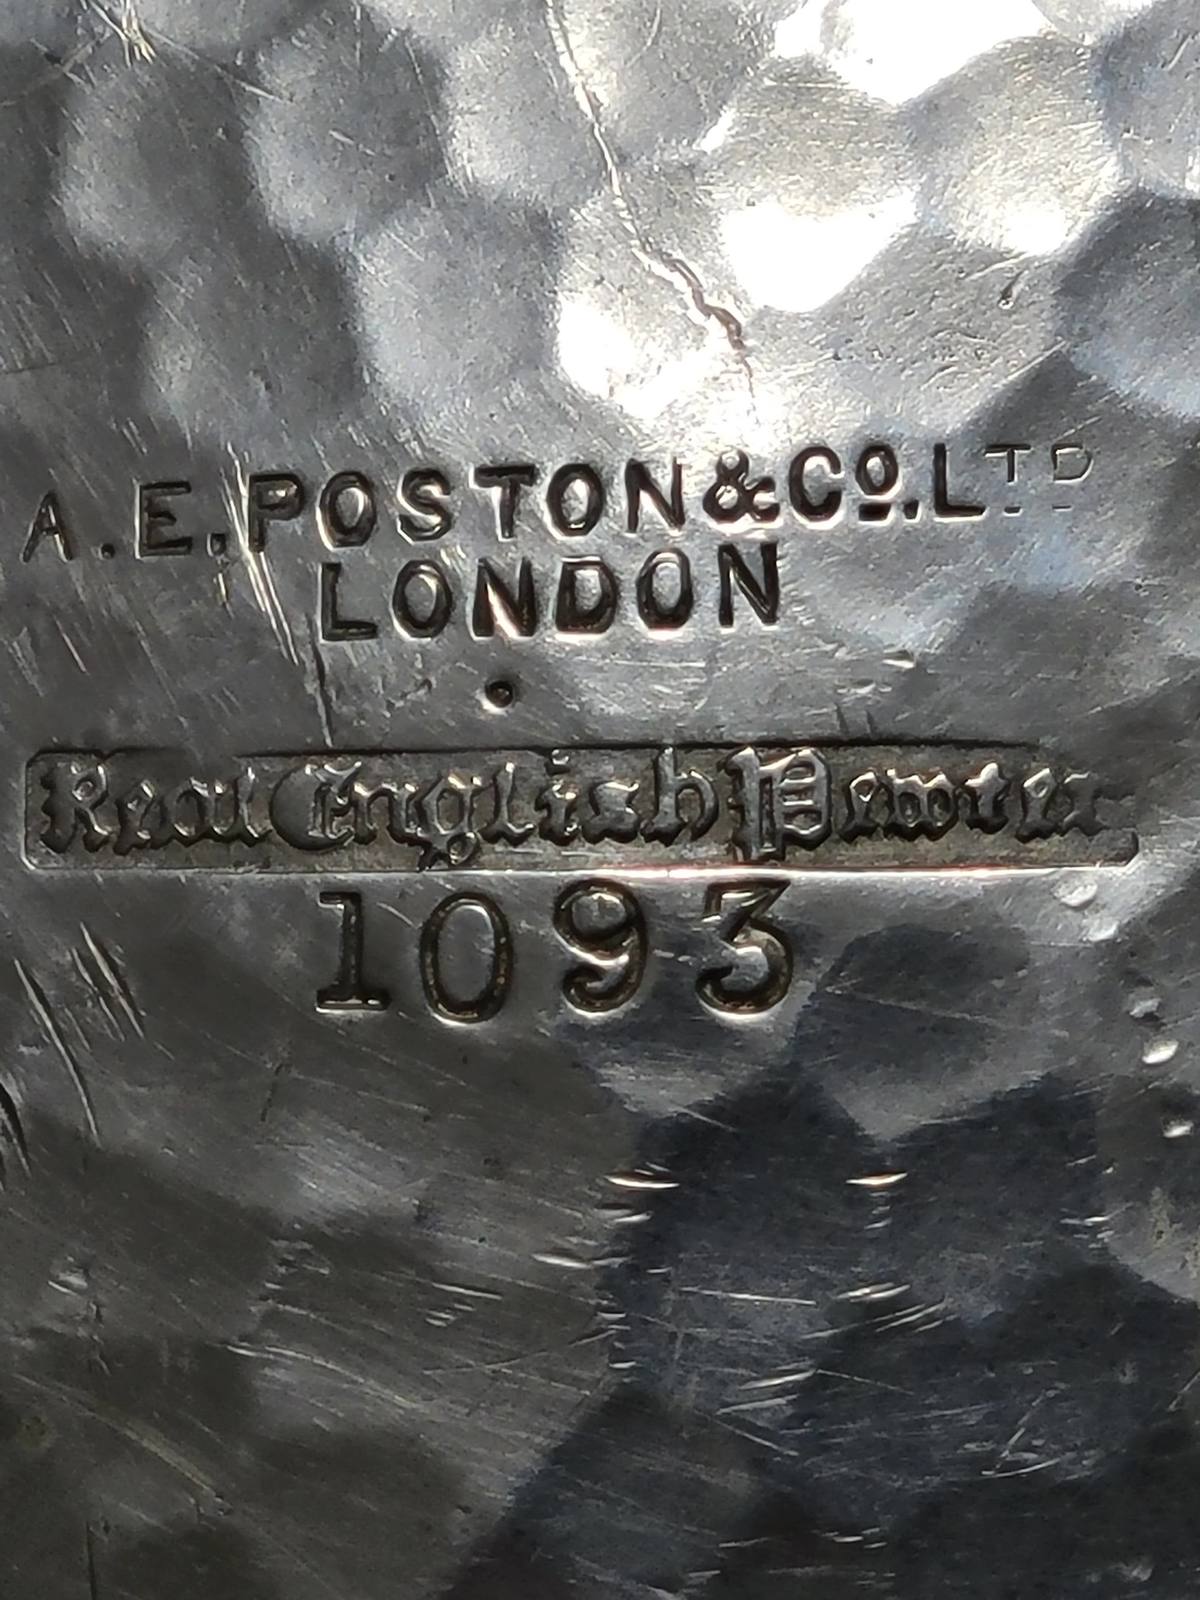 A.E.POSTON&Cº.LTD
LONDON
Real English Pewter
1093